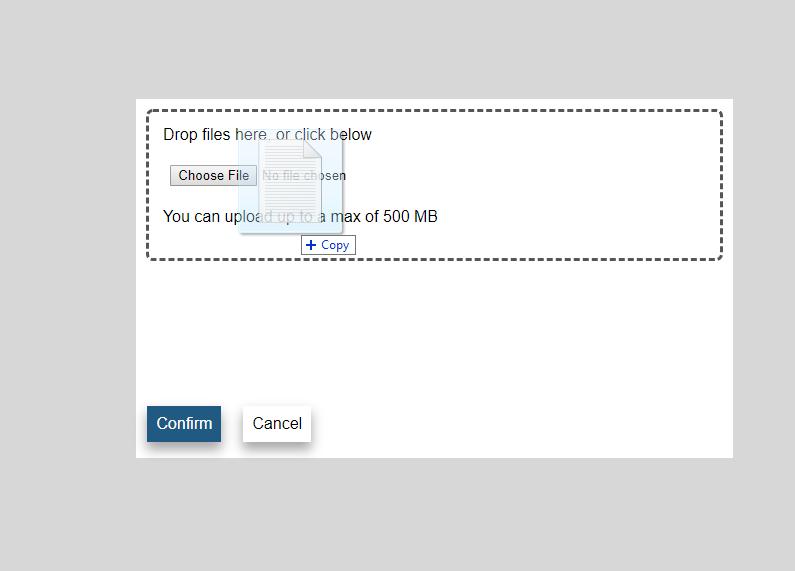 Drop files here, or click below
Choose File No file chosen
You can upload up to a max of 500 MB
+ Copy
Confirm Cancel